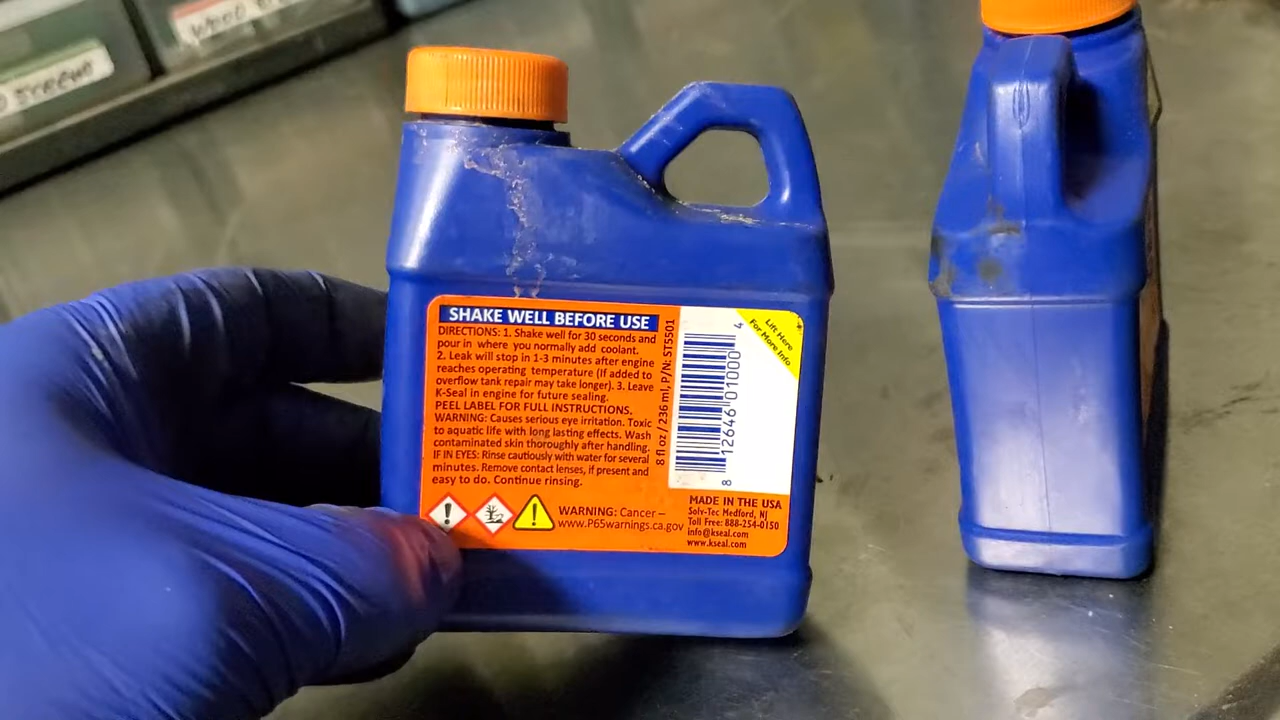 SCREWS
SHAKE WELL BEFORE USE
DIRECTIONS: 1. Shake well for 30 seconds and
pour in where you normally add coolant.
2. Leak will stop in 1-3 minutes after engine
reaches operating temperature (if added to
overflow tank repair may take longer). 3. Leave
K-Seal in engine for future sealing.
PEEL LABEL FOR FULL INSTRUCTIONS.
WARNING: Causes serious eye irritation. Toxic
to aquatic life with long lasting effects. Wash
contaminated skin thoroughly after handling.
IF IN EYES: Rinse cautiously with water for several
minutes. Remove contact lenses, if present and
easy to do. Continue rinsing.
WARNING: Cancer –
www.P65warnings.ca.gov
8 fl oz / 236 ml, P/N: ST5501
8 12646 01000 4
Lift Here
For More Info
MADE IN THE USA
Solv-Tec Medford, NJ
Toll Free: 888-254-0150
info@kseal.com
www.kseal.com